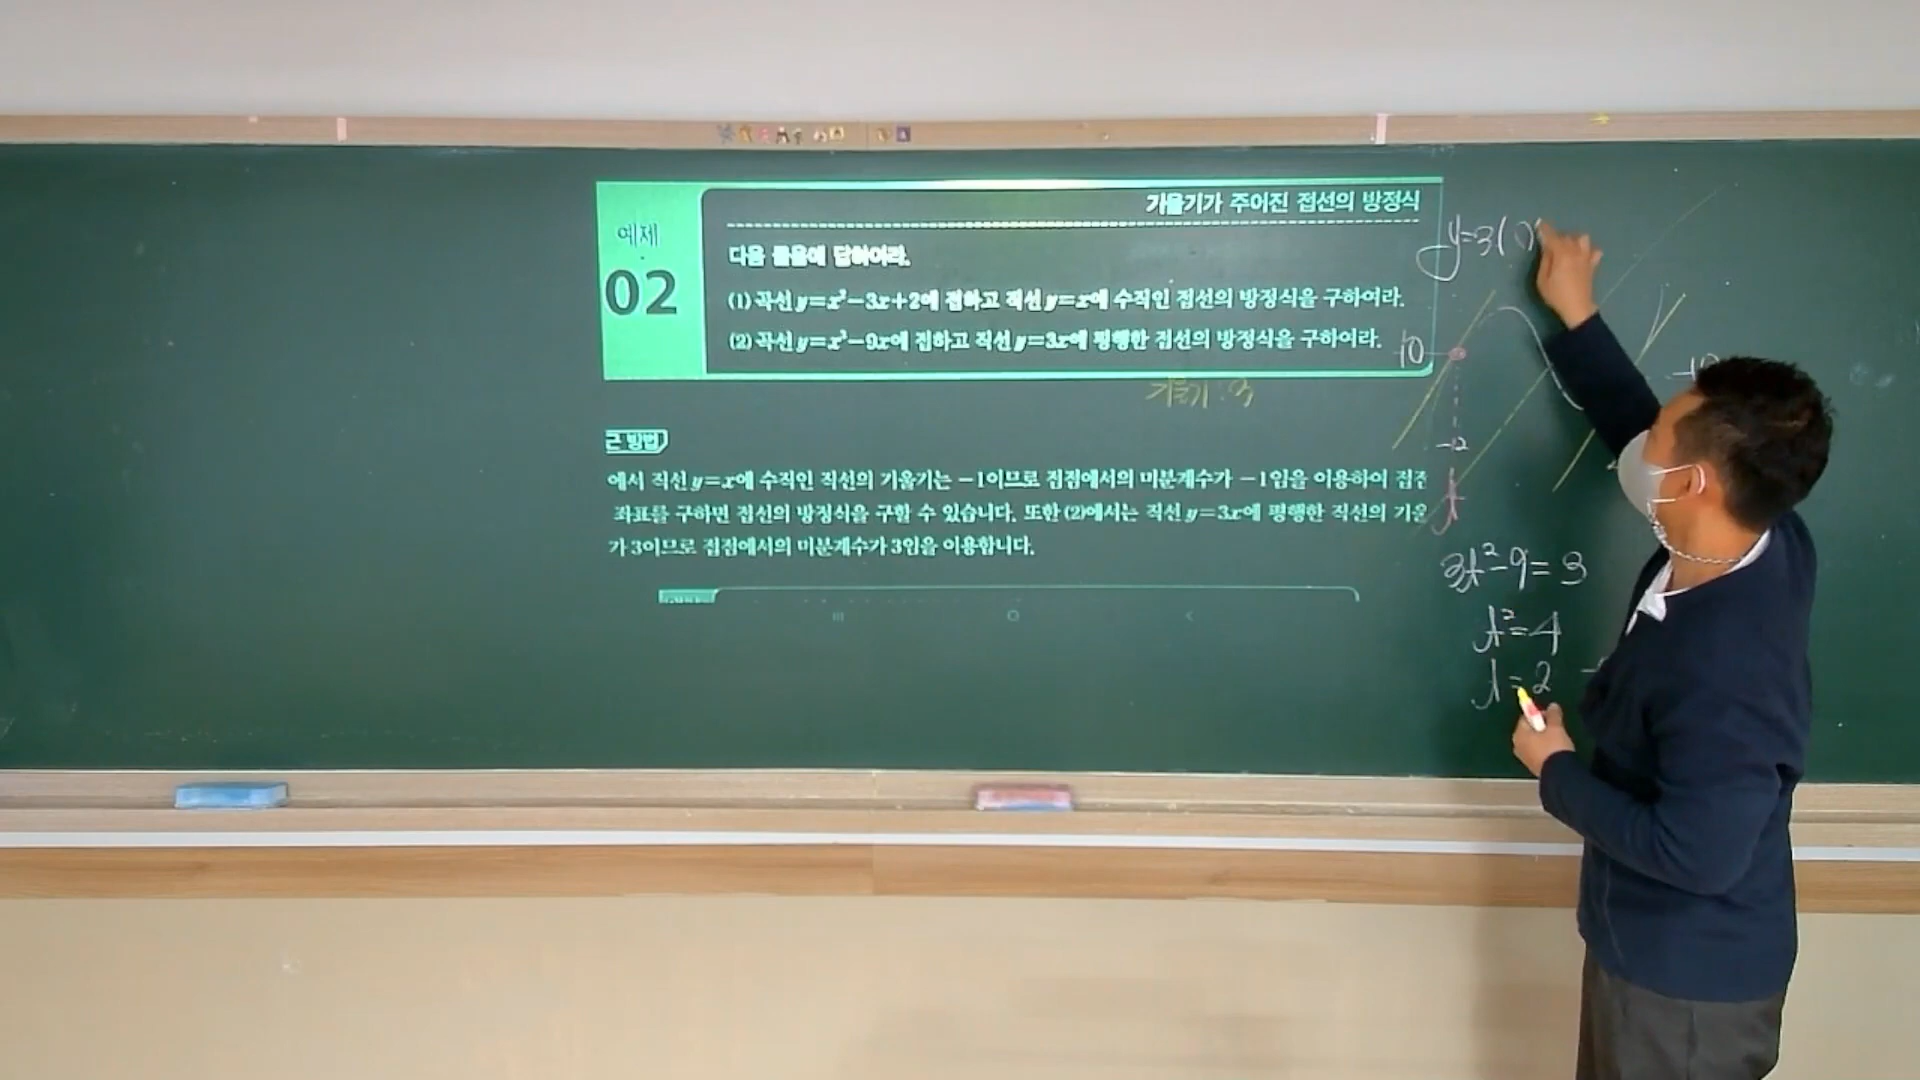 기울기가 주어진 접선의 방정식
예제
02
다음 물음에 답하여라.
(1) 곡선 y=x²-3x+2에 접하고 직선 y=x에 수직인 접선의 방정식을 구하여라.
(2) 곡선 y=x³-9x에 접하고 직선 y=3x에 평행한 접선의 방정식을 구하여라.
기울기 : 3
근 방법
에서 직선 y=x에 수직인 직선의 기울기는 -1이므로 접점에서의 미분계수가 -1임을 이용하여 접점
좌표를 구하면 접선의 방정식을 구할 수 있습니다. 또한 (2)에서는 직선 y=3x에 평행한 직선의 기울
가 3이므로 접점에서의 미분계수가 3임을 이용합니다.
y=3( )
10
-2
t
-10
3t²-9=3
t²=4
t=2